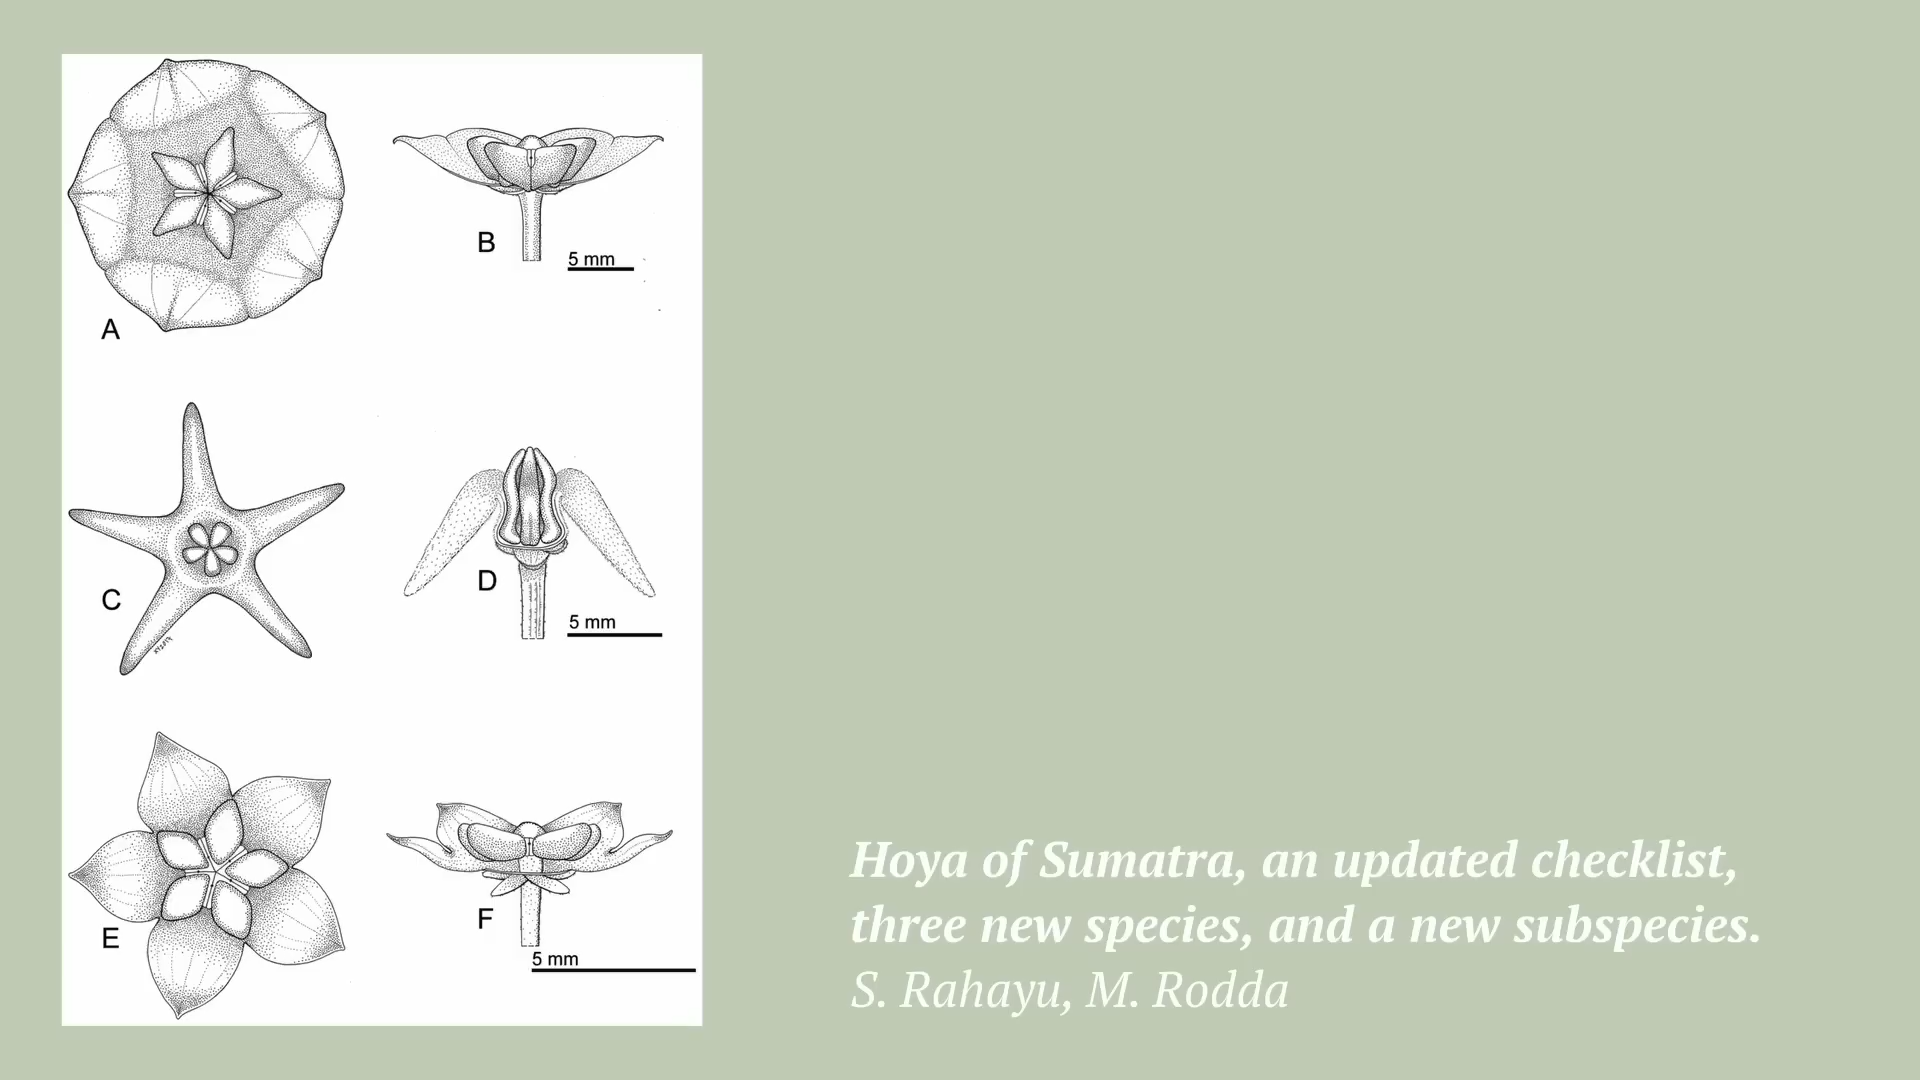 A
B
5 mm
C
D
5 mm
E
F
5 mm
Hoya of Sumatra, an updated checklist,
three new species, and a new subspecies.
S. Rahayu, M. Rodda